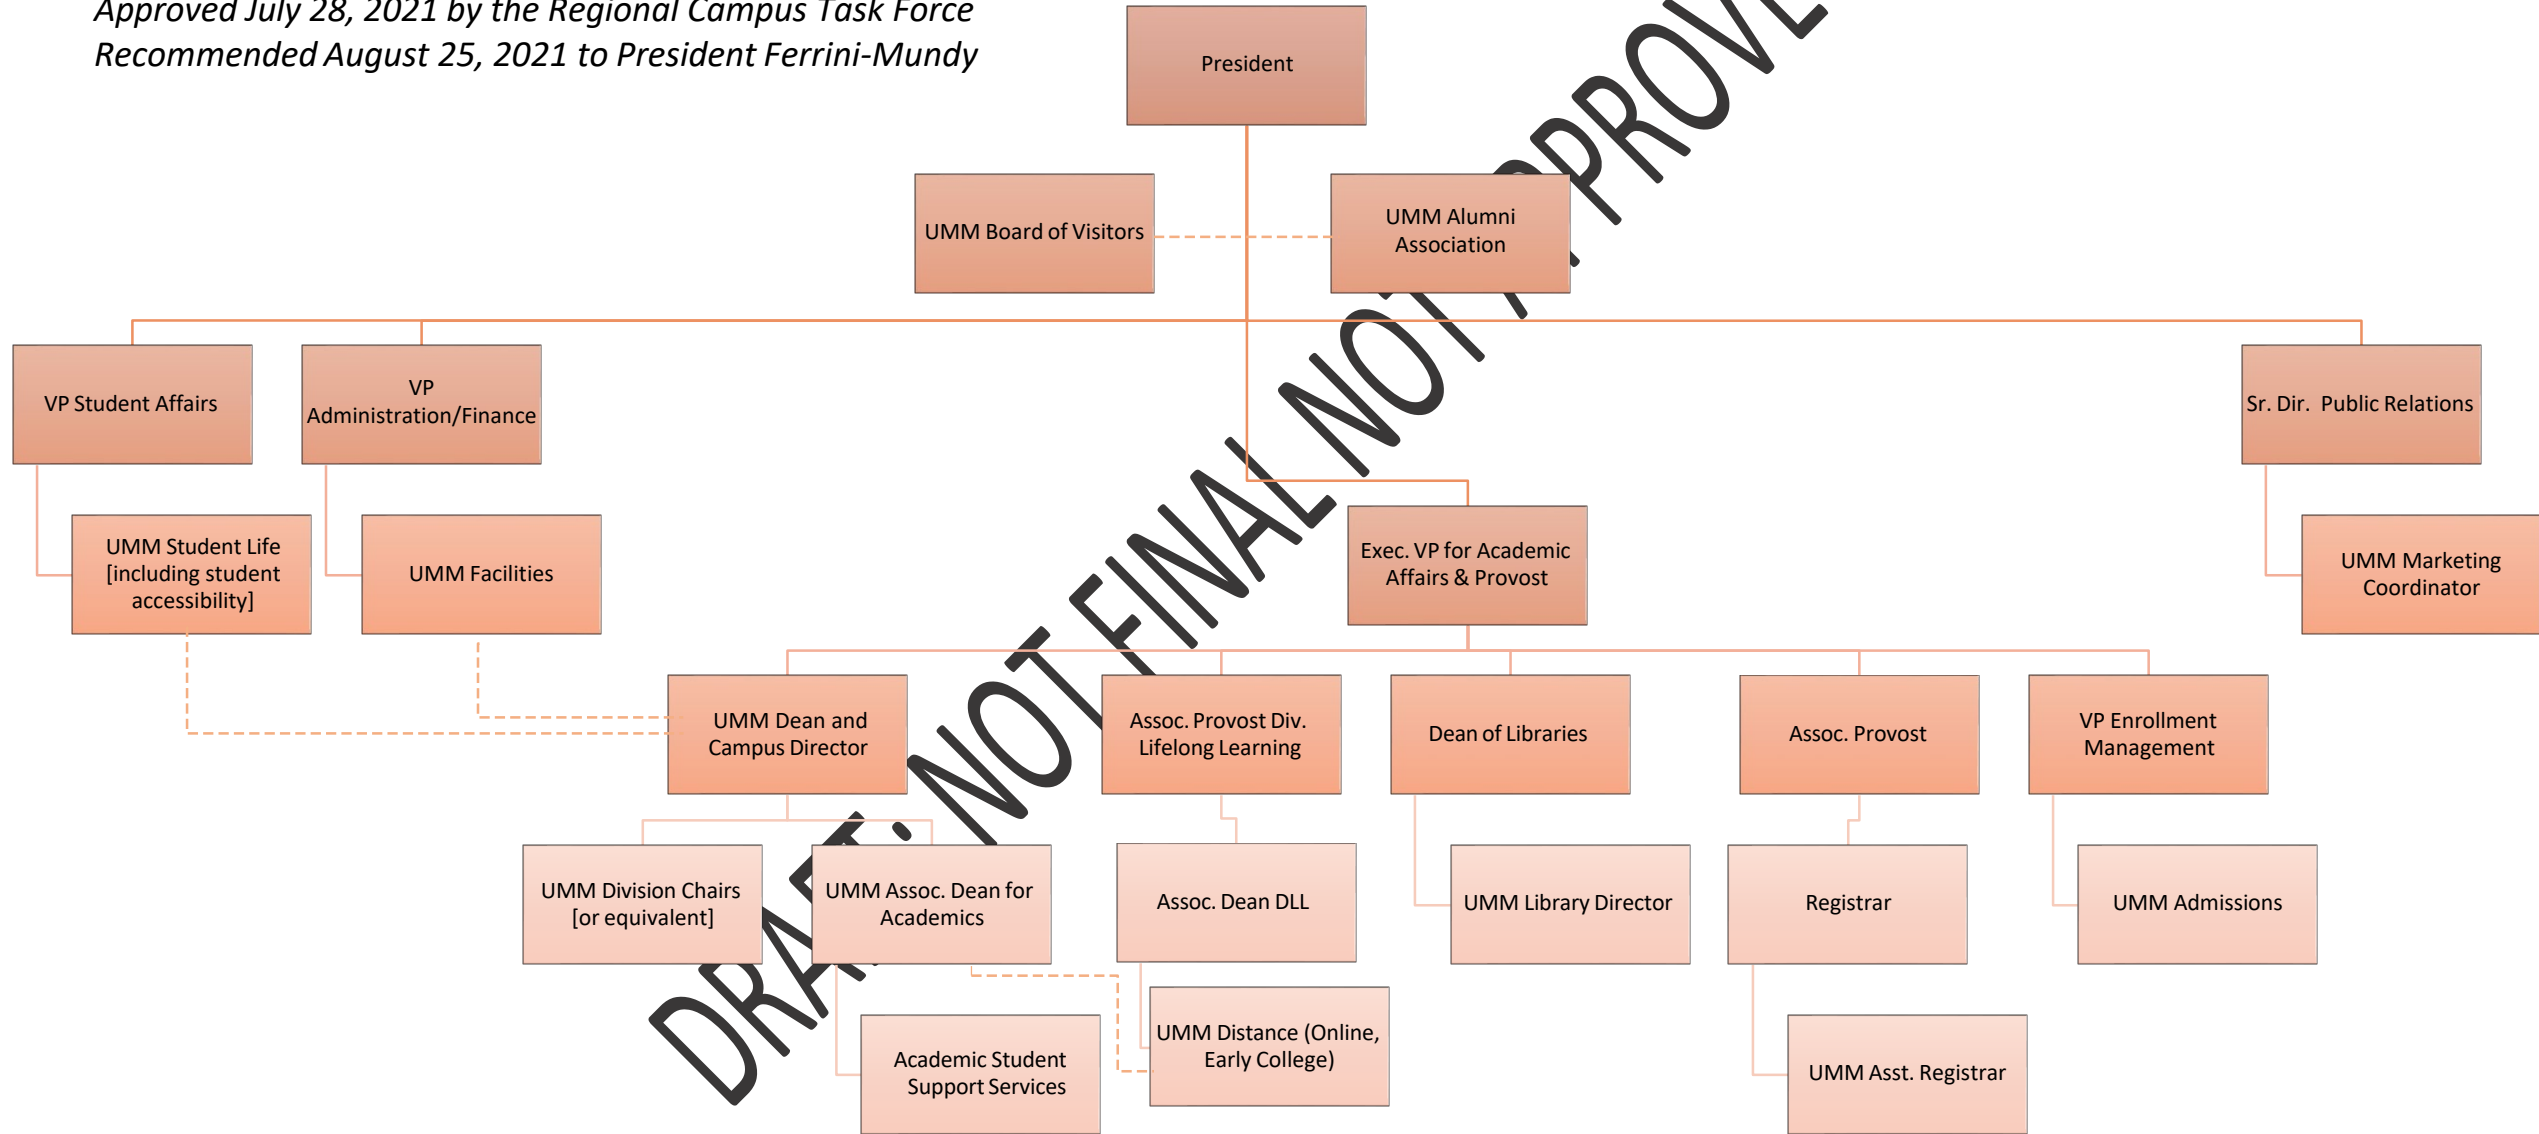 Approved July 28, 2021 by the Regional Campus Task Force
Recommended August 25, 2021 to President Ferrini-Mundy
President
UMM Board of Visitors
UMM Alumni
Association
VP Student Affairs
VP
Administration/Finance
Sr. Dir. Public Relations
UMM Student Life
[including student
accessibility]
UMM Facilities
Exec. VP for Academic
Affairs & Provost
UMM Marketing
Coordinator
UMM Dean and
Campus Director
Assoc. Provost Div.
Lifelong Learning
Dean of Libraries
Assoc. Provost
VP Enrollment
Management
UMM Division Chairs
[or equivalent]
UMM Assoc. Dean for
Academics
Assoc. Dean DLL
UMM Library Director
Registrar
UMM Admissions
Academic Student
Support Services
UMM Distance (Online,
Early College)
UMM Asst. Registrar
DRAFT: NOT FINAL NOT APPROVE